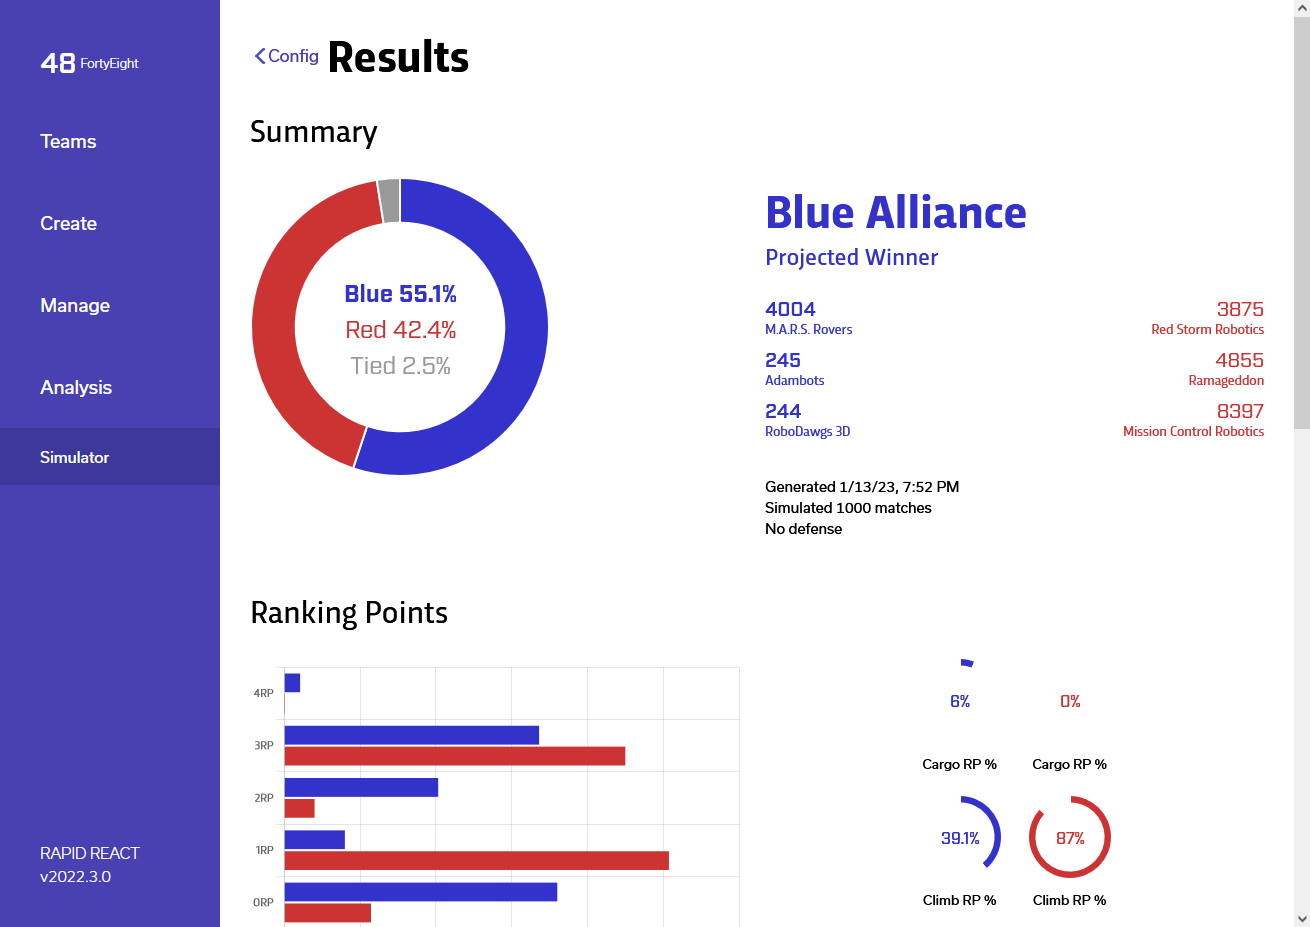 48 FortyEight
Teams
Create
Manage
Analysis
Simulator
RAPID REACT
v2022.3.0
Config Results
Summary
Blue 55.1%
Red 42.4%
Tied 2.5%
Blue Alliance
Projected Winner
4004 3875
M.A.R.S. Rovers Red Storm Robotics
245 4855
Adambots Ramageddon
244 8397
RoboDawgs 3D Mission Control Robotics
Generated 1/13/23, 7:52 PM
Simulated 1000 matches
No defense
Ranking Points
4RP
3RP
2RP
1RP
0RP
6% 0%
Cargo RP % Cargo RP %
39.1% 87%
Climb RP % Climb RP %